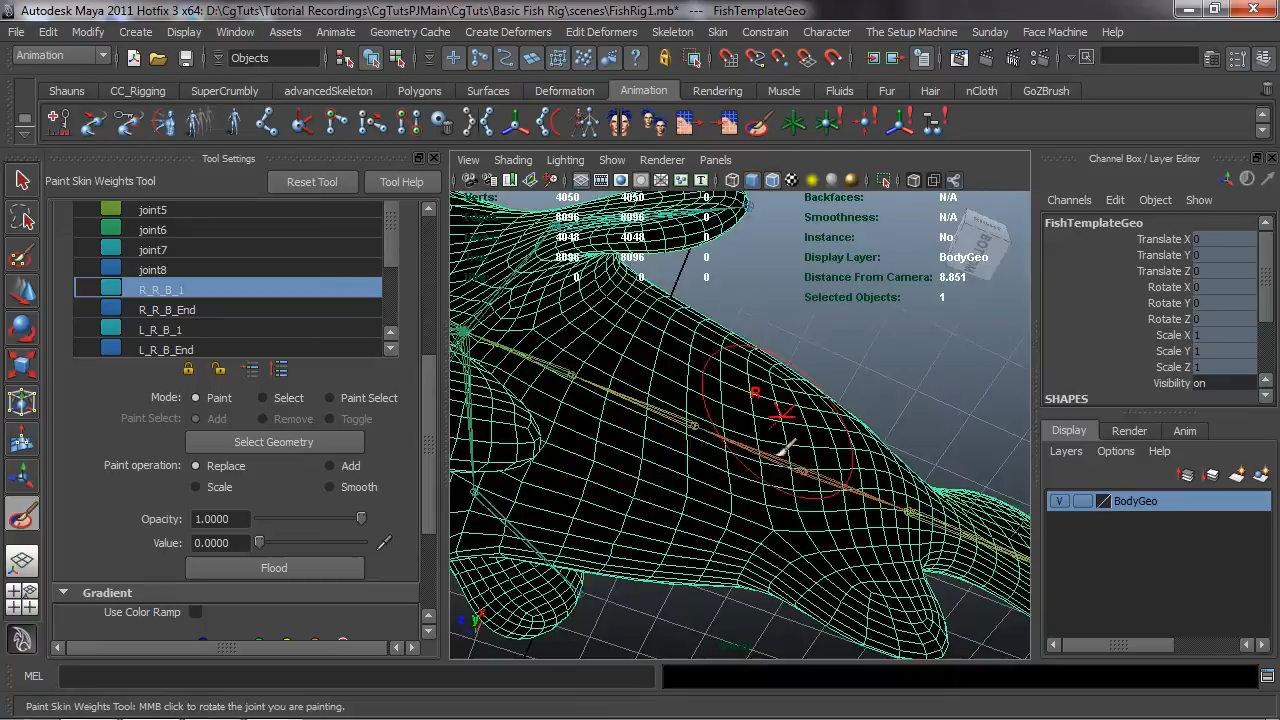 Autodesk Maya 2011 Hotfix 3 x64: D:\CgTuts\Tutorial Recordings\CgTutsPJMain\CgTuts\Basic Fish Rig\scenes\FishRig1.mb* --- FishTemplateGeo
File Edit Modify Create Display Window Assets Animate Geometry Cache Create Deformers Edit Deformers Skeleton Skin Constrain Character The Setup Machine Sunday Face Machine Help
Animation Objects
Shauns CC_Rigging SuperCrumbly advancedSkeleton Polygons Surfaces Deformation Animation Rendering Muscle Fluids Fur Hair nCloth GoZBrush
Tool Settings
Paint Skin Weights Tool Reset Tool Tool Help
joint5
joint6
joint7
joint8
R_R_B_1
R_R_B_End
L_R_B_1
L_R_B_End
Mode: Paint Select Paint Select
Paint Select: Add Remove Toggle
Select Geometry
Paint operation: Replace Add
Scale Smooth
Opacity: 1.0000
Value: 0.0000
Flood
Gradient
Use Color Ramp
View Shading Lighting Show Renderer Panels
Verts: 4050 4050 0
8096 8096 0
4048 4048 0
8096 8096 0
0 0 0
Backfaces: N/A
Smoothness: N/A
Instance: No
Display Layer: BodyGeo
Distance From Camera: 8.851
Selected Objects: 1
R
z y
Channel Box / Layer Editor
Channels Edit Object Show
FishTemplateGeo
Translate X 0
Translate Y 0
Translate Z 0
Rotate X 0
Rotate Y 0
Rotate Z 0
Scale X 1
Scale Y 1
Scale Z 1
Visibility on
SHAPES
Display Render Anim
Layers Options Help
V BodyGeo
MEL
Paint Skin Weights Tool: MMB click to rotate the joint you are painting.